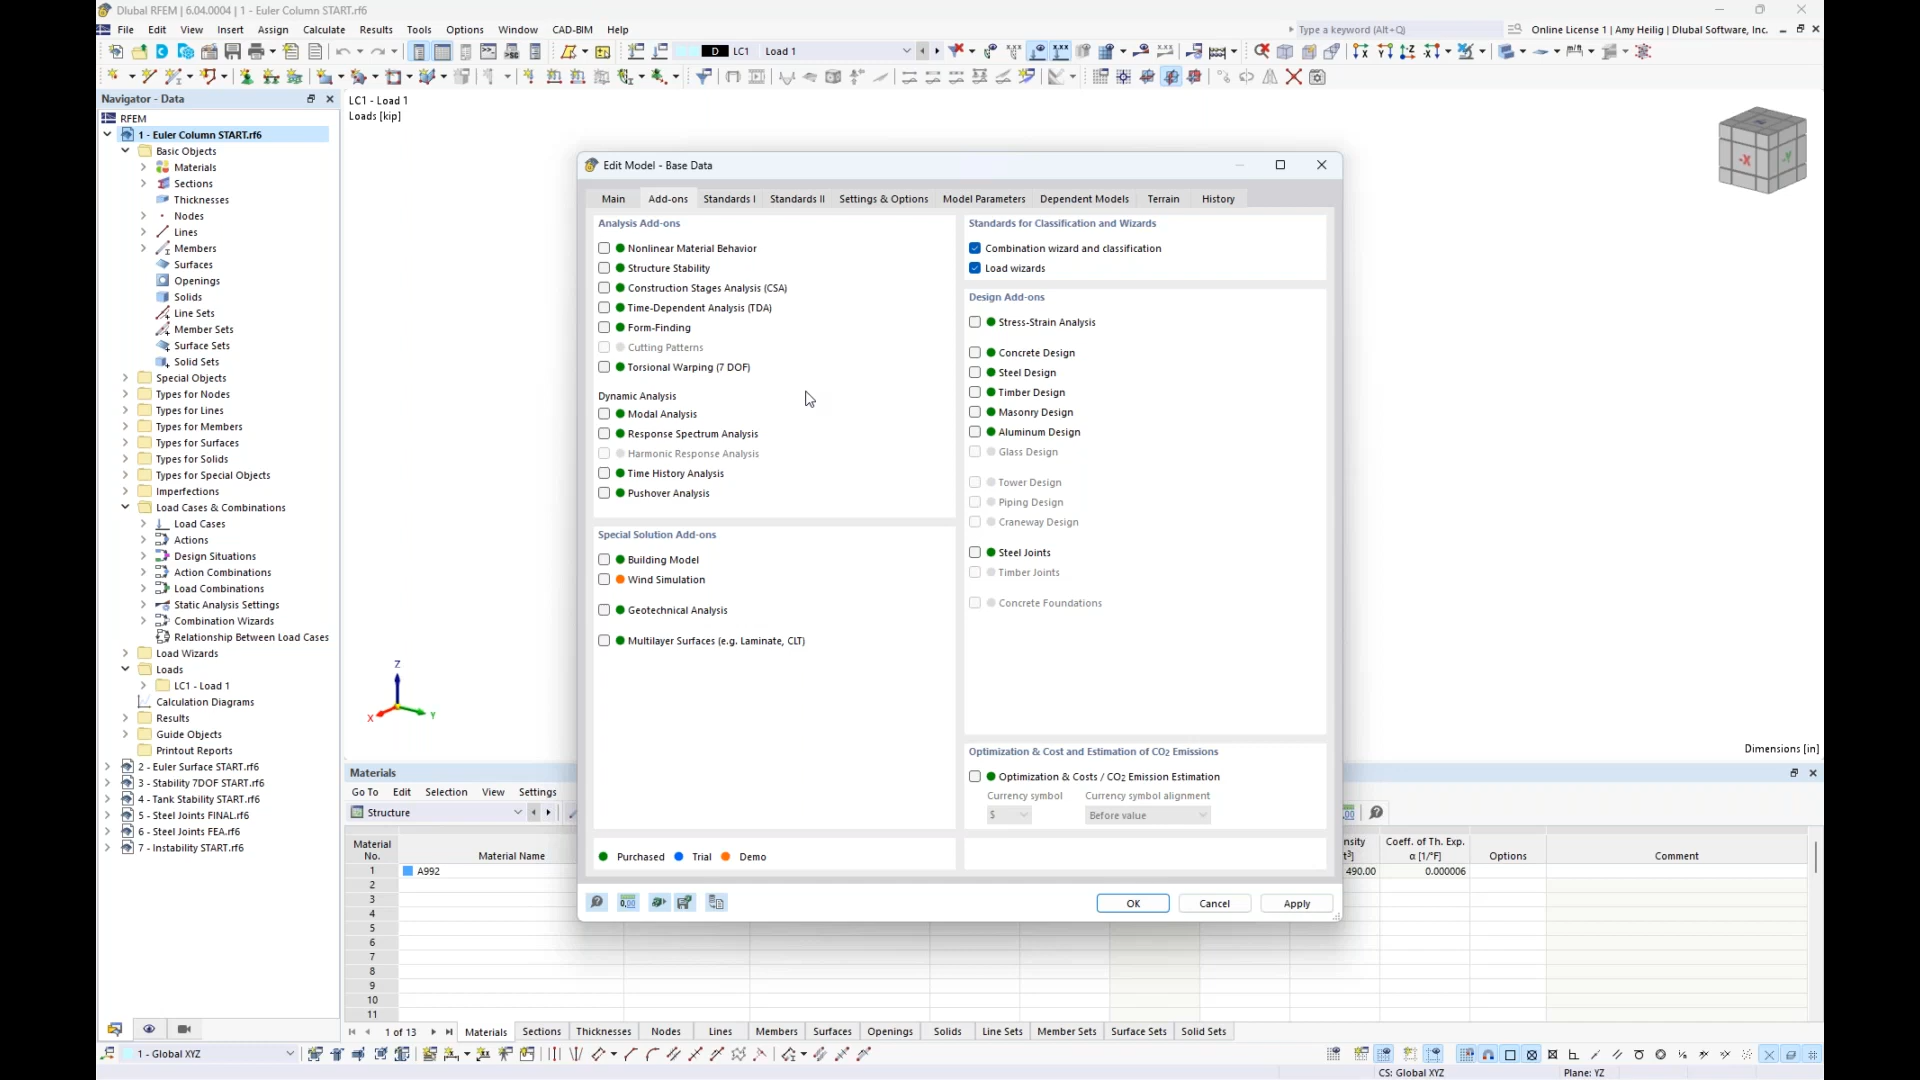 Dlubal RFEM | 6.04.0004 | 1 - Euler Column START.rf6
File Edit View Insert Assign Calculate Results Tools Options Window CAD-BIM Help
Type a keyword (Alt+Q)
Online License 1 | Amy Heilig | Dlubal Software, Inc.
D LC1 Load 1
Navigator - Data
RFEM
1 - Euler Column START.rf6
Basic Objects
Materials
Sections
Thicknesses
Nodes
Lines
Members
Surfaces
Openings
Solids
Line Sets
Member Sets
Surface Sets
Solid Sets
Special Objects
Types for Nodes
Types for Lines
Types for Members
Types for Surfaces
Types for Solids
Types for Special Objects
Imperfections
Load Cases & Combinations
Load Cases
Actions
Design Situations
Action Combinations
Load Combinations
Static Analysis Settings
Combination Wizards
Relationship Between Load Cases
Load Wizards
Loads
LC1 - Load 1
Calculation Diagrams
Results
Guide Objects
Printout Reports
2 - Euler Surface START.rf6
3 - Stability 7DOF START.rf6
4 - Tank Stability START.rf6
5 - Steel Joints FINAL.rf6
6 - Steel Joints FEA.rf6
7 - Instability START.rf6
1 - Global XYZ
LC1 - Load 1
Loads [kip]
-X -Y
Z
X
Y
Dimensions [in]
Edit Model - Base Data
Main Add-ons Standards I Standards II Settings & Options Model Parameters Dependent Models Terrain History
Analysis Add-ons
Nonlinear Material Behavior
Structure Stability
Construction Stages Analysis (CSA)
Time-Dependent Analysis (TDA)
Form-Finding
Cutting Patterns
Torsional Warping (7 DOF)
Dynamic Analysis
Modal Analysis
Response Spectrum Analysis
Harmonic Response Analysis
Time History Analysis
Pushover Analysis
Special Solution Add-ons
Building Model
Wind Simulation
Geotechnical Analysis
Multilayer Surfaces (e.g. Laminate, CLT)
Purchased Trial Demo
Standards for Classification and Wizards
Combination wizard and classification
Load wizards
Design Add-ons
Stress-Strain Analysis
Concrete Design
Steel Design
Timber Design
Masonry Design
Aluminum Design
Glass Design
Tower Design
Piping Design
Craneway Design
Steel Joints
Timber Joints
Concrete Foundations
Optimization & Cost and Estimation of CO2 Emissions
Optimization & Costs / CO2 Emission Estimation
Currency symbol Currency symbol alignment
$ Before value
OK Cancel Apply
Materials
Go To Edit Selection View Settings
Structure
Material
No.
Material Name
Coeff. of Th. Exp.
α [1/°F]
Options
Comment
1 A992 490.00 0.000006
2
3
4
5
6
7
8
9
10
11
1 of 13 Materials Sections Thicknesses Nodes Lines Members Surfaces Openings Solids Line Sets Member Sets Surface Sets Solid Sets
CS: Global XYZ Plane: YZ